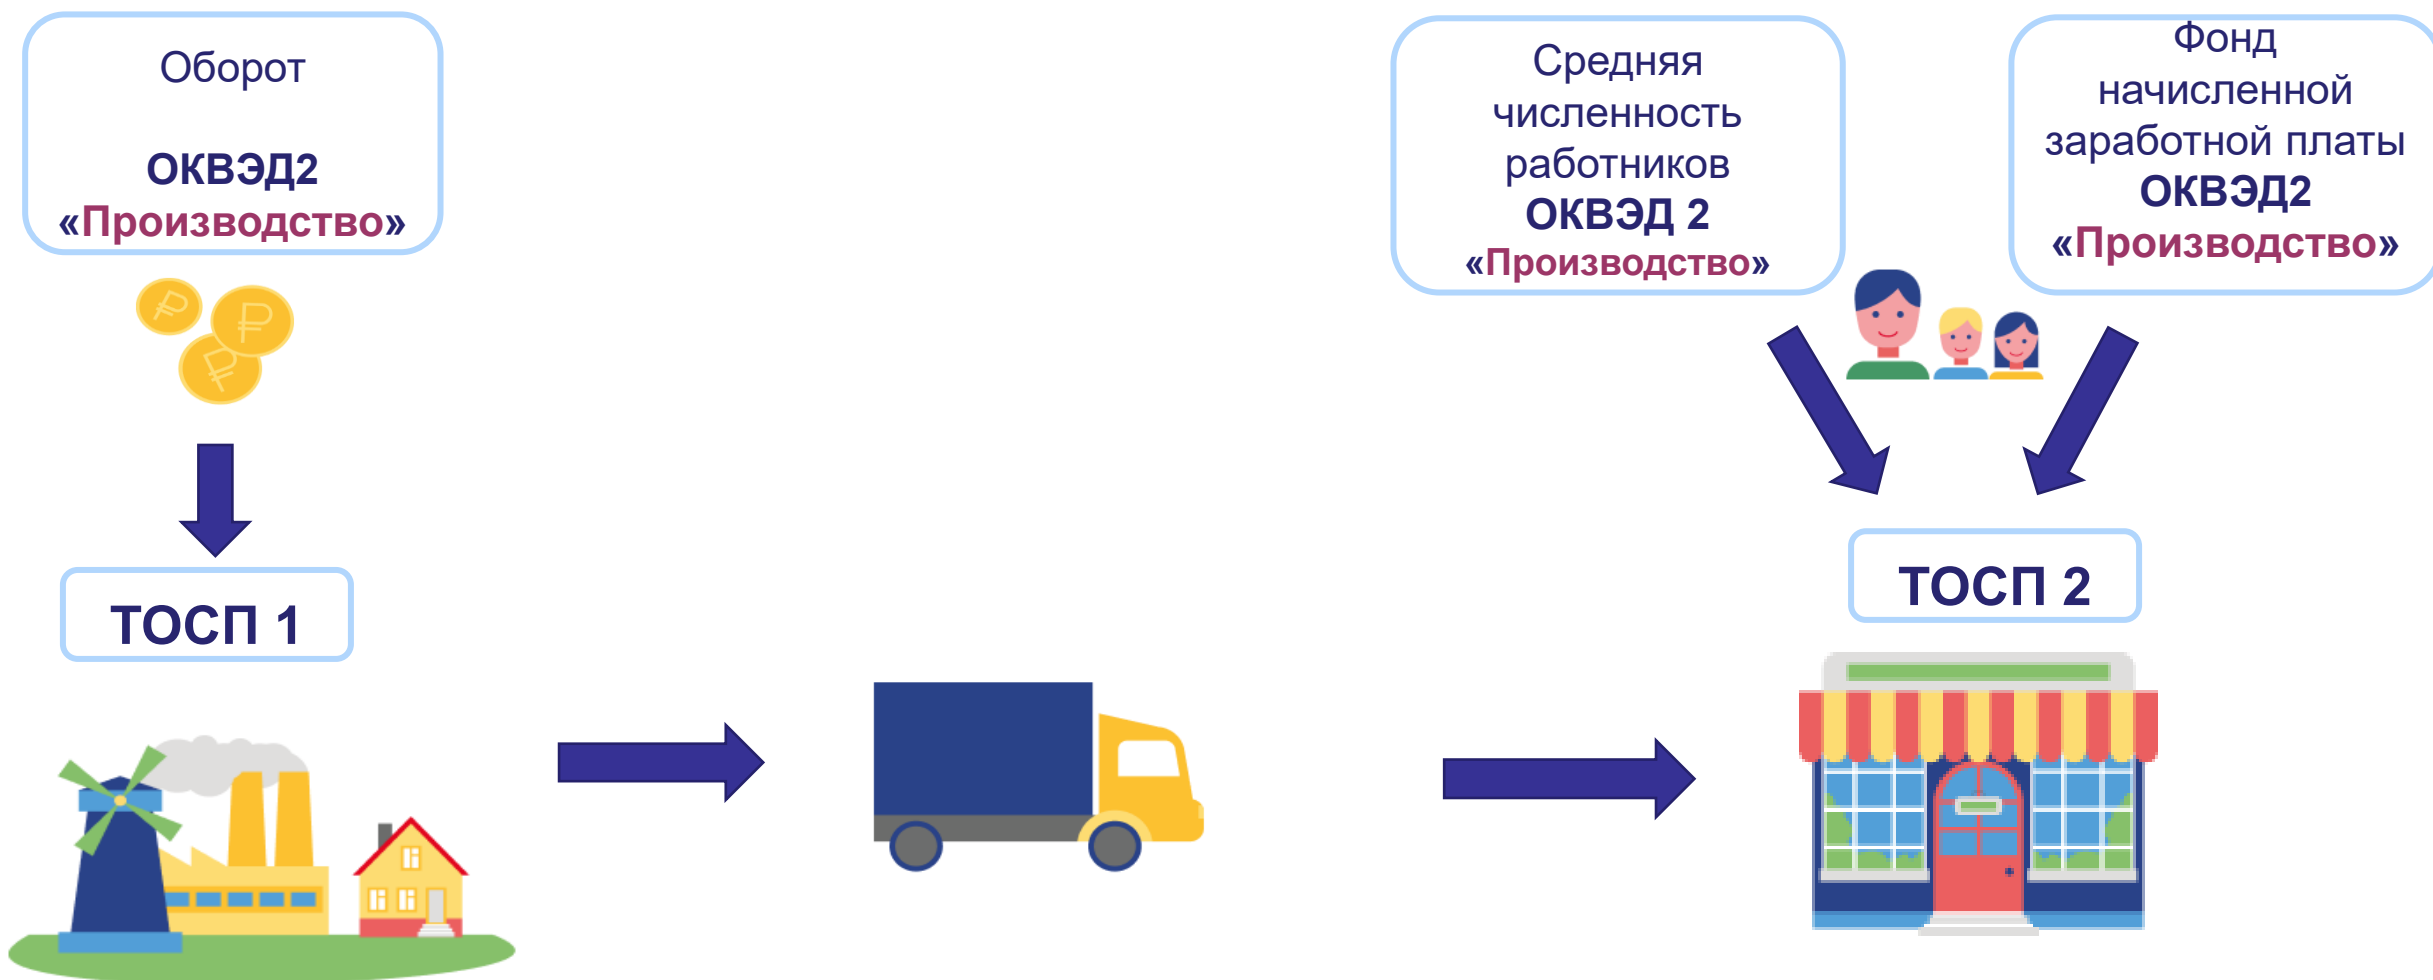 Оборот
ОКВЭД2
«Производство»
ТОСП 1
Средняя
численность
работников
ОКВЭД 2
«Производство»
Фонд
начисленной
заработной платы
ОКВЭД2
«Производство»
ТОСП 2